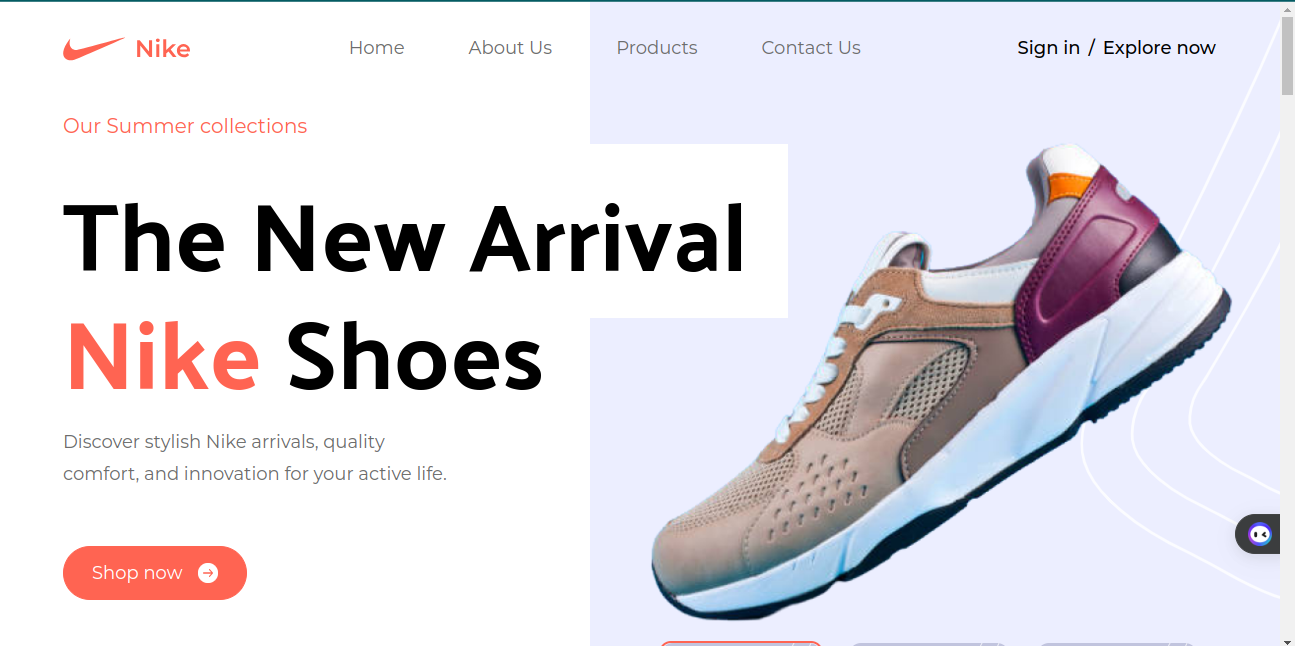 Nike
Home
About Us
Products
Contact Us
Sign in / Explore now
Our Summer collections
The New Arrival
Nike Shoes
Discover stylish Nike arrivals, quality
comfort, and innovation for your active life.
Shop now